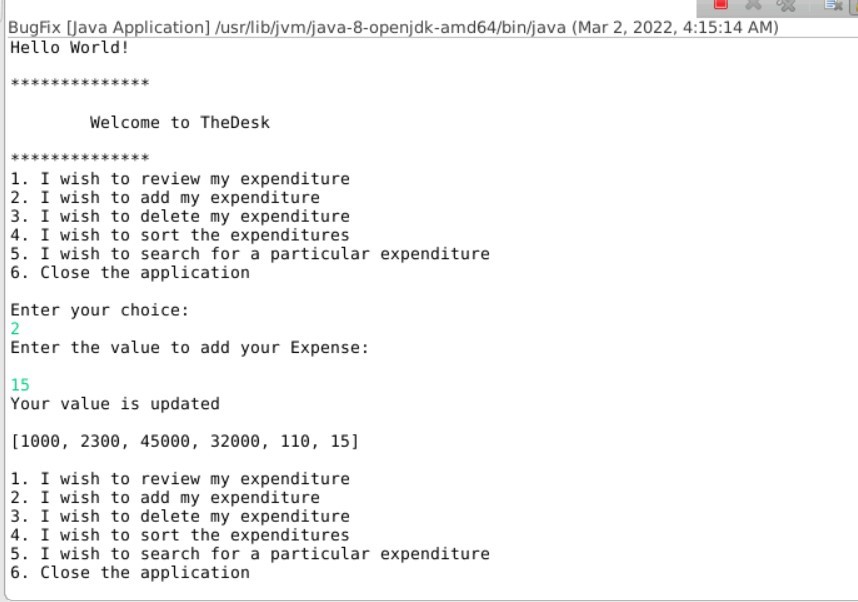 BugFix [Java Application] /usr/lib/jvm/java-8-openjdk-amd64/bin/java (Mar 2, 2022, 4:15:14 AM)
Hello World!
**************
Welcome to TheDesk
**************
1. I wish to review my expenditure
2. I wish to add my expenditure
3. I wish to delete my expenditure
4. I wish to sort the expenditures
5. I wish to search for a particular expenditure
6. Close the application
Enter your choice:
2
Enter the value to add your Expense:
15
Your value is updated
[1000, 2300, 45000, 32000, 110, 15]
1. I wish to review my expenditure
2. I wish to add my expenditure
3. I wish to delete my expenditure
4. I wish to sort the expenditures
5. I wish to search for a particular expenditure
6. Close the application